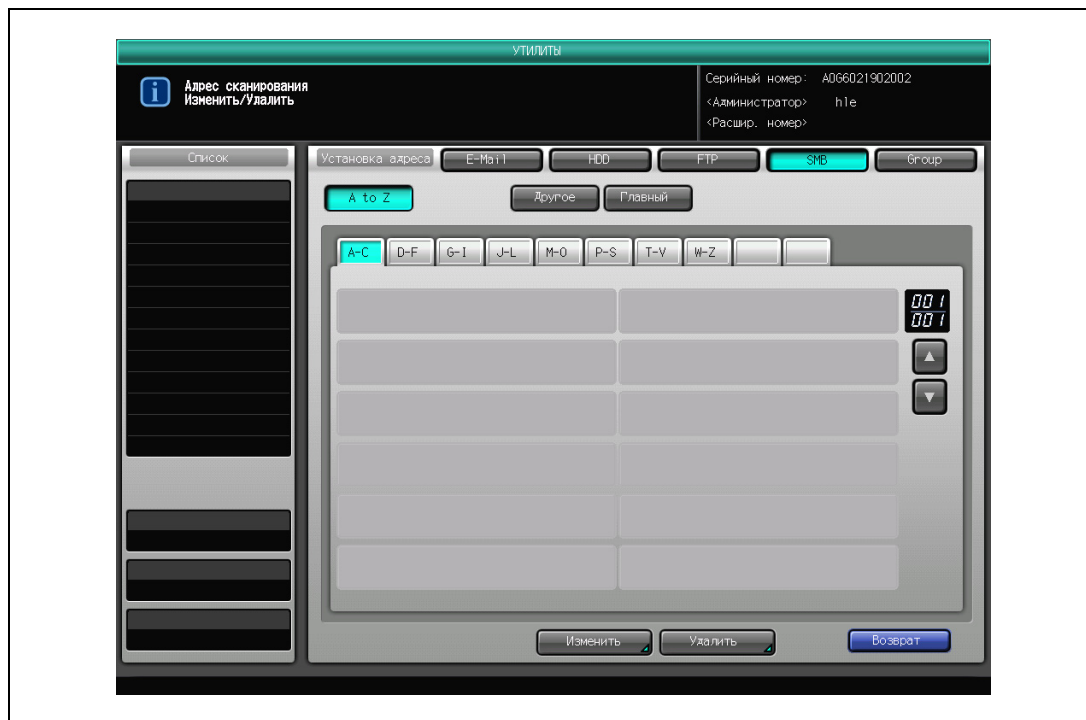 УТИЛИТЫ
Адрес сканирования
Изменить/Удалить
Серийный номер: A0G6021902002
<Администратор> hle
<Расшир. номер>
Список
Установка адреса E-Mail HDD FTP SMB Group
A to Z Другое Главный
A-C D-F G-I J-L M-O P-S T-V W-Z
001
001
Изменить Удалить Возврат